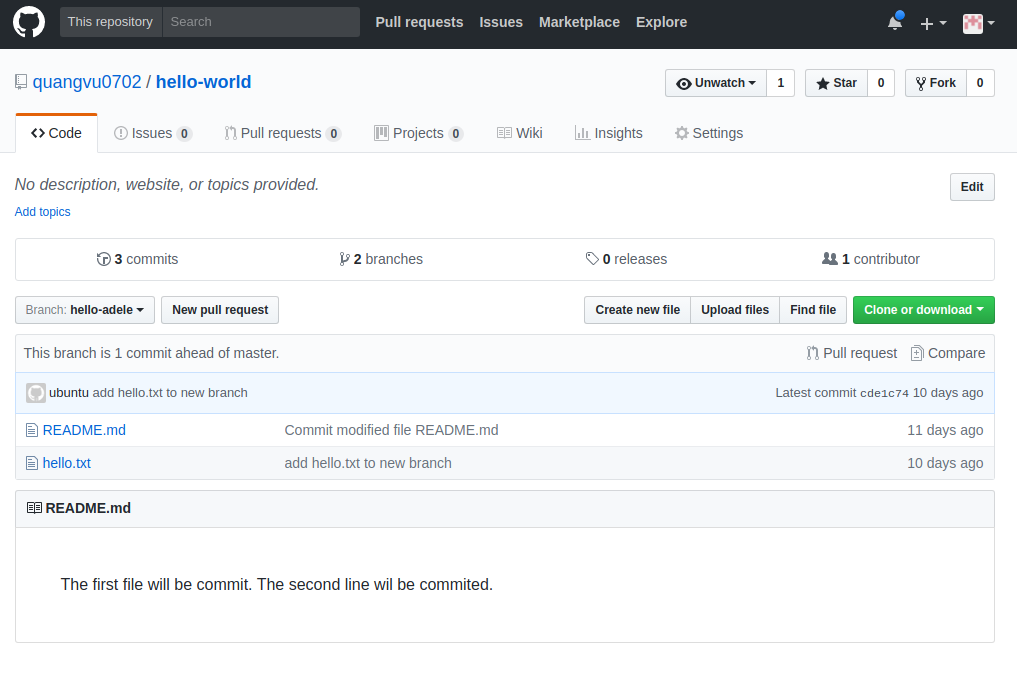 This repository Search Pull requests Issues Marketplace Explore
quangvu0702 / hello-world Unwatch 1 Star 0 Fork 0
Code Issues 0 Pull requests 0 Projects 0 Wiki Insights Settings
No description, website, or topics provided. Edit
Add topics
3 commits 2 branches 0 releases 1 contributor
Branch: hello-adele New pull request Create new file Upload files Find file Clone or download
This branch is 1 commit ahead of master. Pull request Compare
ubuntu add hello.txt to new branch Latest commit cde1c74 10 days ago
README.md Commit modified file README.md 11 days ago
hello.txt add hello.txt to new branch 10 days ago
README.md
The first file will be commit. The second line wil be commited.